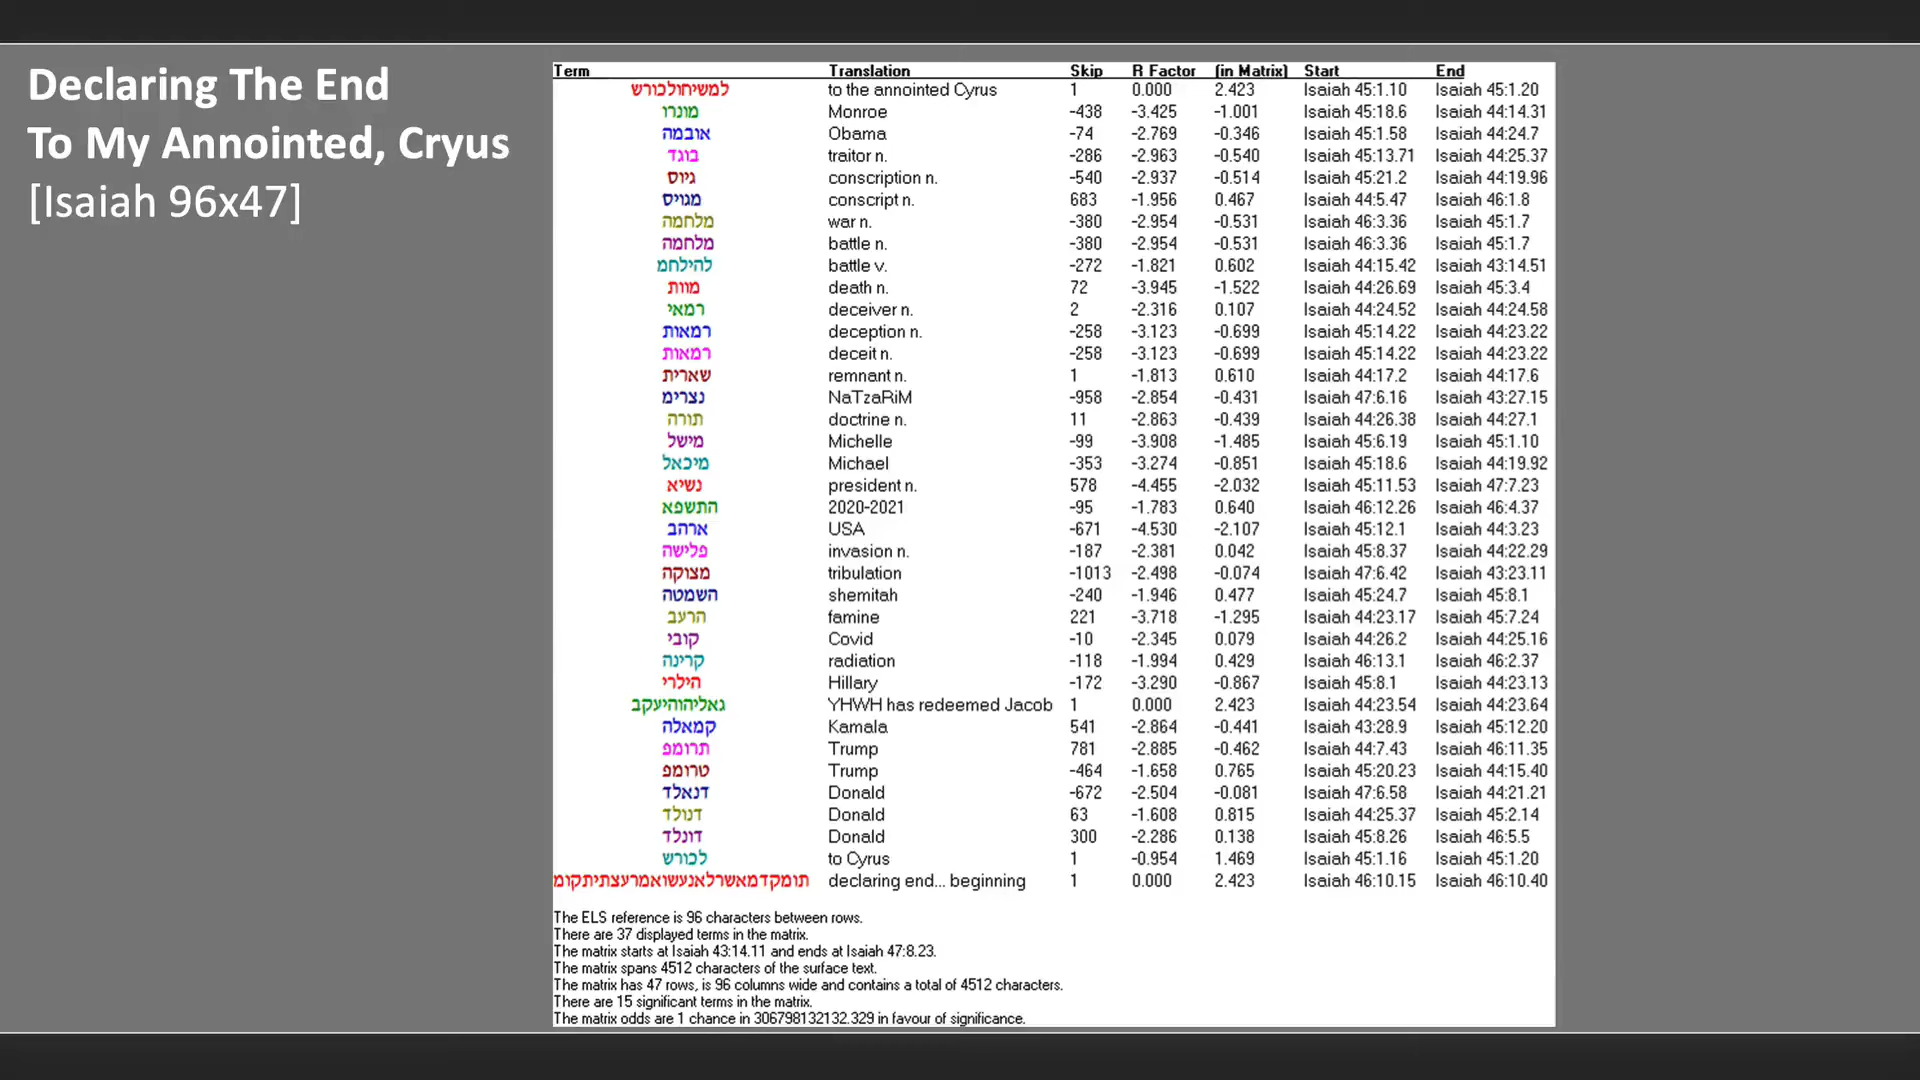 Declaring The End
To My Annointed, Cryus
[Isaiah 96x47]
Term Translation Skip R Factor (in Matrix) Start End
למשיחולכורש to the annointed Cyrus 1 0.000 2.423 Isaiah 45:1.10 Isaiah 45:1.20
מונרו Monroe -438 -3.425 -1.001 Isaiah 45:18.6 Isaiah 44:14.31
אובמה Obama -74 -2.769 -0.346 Isaiah 45:1.58 Isaiah 44:24.7
בוגד traitor n. -286 -2.963 -0.540 Isaiah 45:13.71 Isaiah 44:25.37
גיוס conscription n. -540 -2.937 -0.514 Isaiah 45:21.2 Isaiah 44:19.96
מגויס conscript n. 683 -1.956 0.467 Isaiah 44:5.47 Isaiah 46:1.8
מלחמה war n. -380 -2.954 -0.531 Isaiah 46:3.36 Isaiah 45:1.7
מלחמה battle n. -380 -2.954 -0.531 Isaiah 46:3.36 Isaiah 45:1.7
להילחמ battle v. -272 -1.821 0.602 Isaiah 44:15.42 Isaiah 43:14.51
מוות death n. 72 -3.945 -1.522 Isaiah 44:26.69 Isaiah 45:3.4
רמאי deceiver n. 2 -2.316 0.107 Isaiah 44:24.52 Isaiah 44:24.58
רמאות deception n. -258 -3.123 -0.699 Isaiah 45:14.22 Isaiah 44:23.22
רמאות deceit n. -258 -3.123 -0.699 Isaiah 45:14.22 Isaiah 44:23.22
שארית remnant n. 1 -1.813 0.610 Isaiah 44:17.2 Isaiah 44:17.6
נצרימ NaTzaRiM -958 -2.854 -0.431 Isaiah 47:6.16 Isaiah 43:27.15
תורה doctrine n. 11 -2.863 -0.439 Isaiah 44:26.38 Isaiah 44:27.1
מישל Michelle -99 -3.908 -1.485 Isaiah 45:6.19 Isaiah 45:1.10
מיכאל Michael -353 -3.274 -0.851 Isaiah 45:18.6 Isaiah 44:19.92
נשיא president n. 578 -4.455 -2.032 Isaiah 45:11.53 Isaiah 47:7.23
התשפא 2020-2021 -95 -1.783 0.640 Isaiah 46:12.26 Isaiah 46:4.37
ארהב USA -671 -4.530 -2.107 Isaiah 45:12.1 Isaiah 44:3.23
פלישה invasion n. -187 -2.381 0.042 Isaiah 45:8.37 Isaiah 44:22.29
מצוקה tribulation -1013 -2.498 -0.074 Isaiah 47:6.42 Isaiah 43:23.11
השמטה shemitah -240 -1.946 0.477 Isaiah 45:24.7 Isaiah 45:8.1
הרעב famine 221 -3.718 -1.295 Isaiah 44:23.17 Isaiah 45:7.24
קובי Covid -10 -2.345 0.079 Isaiah 44:26.2 Isaiah 44:25.16
קרינה radiation -118 -1.994 0.429 Isaiah 46:13.1 Isaiah 46:2.37
הילרי Hillary -172 -3.290 -0.867 Isaiah 45:8.1 Isaiah 44:23.13
גאליהוהיעקב YHWH has redeemed Jacob 1 0.000 2.423 Isaiah 44:23.54 Isaiah 44:23.64
קמאלה Kamala 541 -2.864 -0.441 Isaiah 43:28.9 Isaiah 45:12.20
תרומפ Trump 781 -2.885 -0.462 Isaiah 44:7.43 Isaiah 46:11.35
טרומפ Trump -464 -1.658 0.765 Isaiah 45:20.23 Isaiah 44:15.40
דנאלד Donald -672 -2.504 -0.081 Isaiah 47:6.58 Isaiah 44:21.21
דנולד Donald 63 -1.608 0.815 Isaiah 44:25.37 Isaiah 45:2.14
דונלד Donald 300 -2.286 0.138 Isaiah 45:8.26 Isaiah 46:5.5
לכורש to Cyrus 1 -0.954 1.469 Isaiah 45:1.16 Isaiah 45:1.20
תומקדמאשרלאנעשואמרעצתיתקומ declaring end... beginning 1 0.000 2.423 Isaiah 46:10.15 Isaiah 46:10.40
The ELS reference is 96 characters between rows.
There are 37 displayed terms in the matrix.
The matrix starts at Isaiah 43:14.11 and ends at Isaiah 47:8.23.
The matrix spans 4512 characters of the surface text.
The matrix has 47 rows, is 96 columns wide and contains a total of 4512 characters.
There are 15 significant terms in the matrix.
The matrix odds are 1 chance in 306798132132.329 in favour of significance.